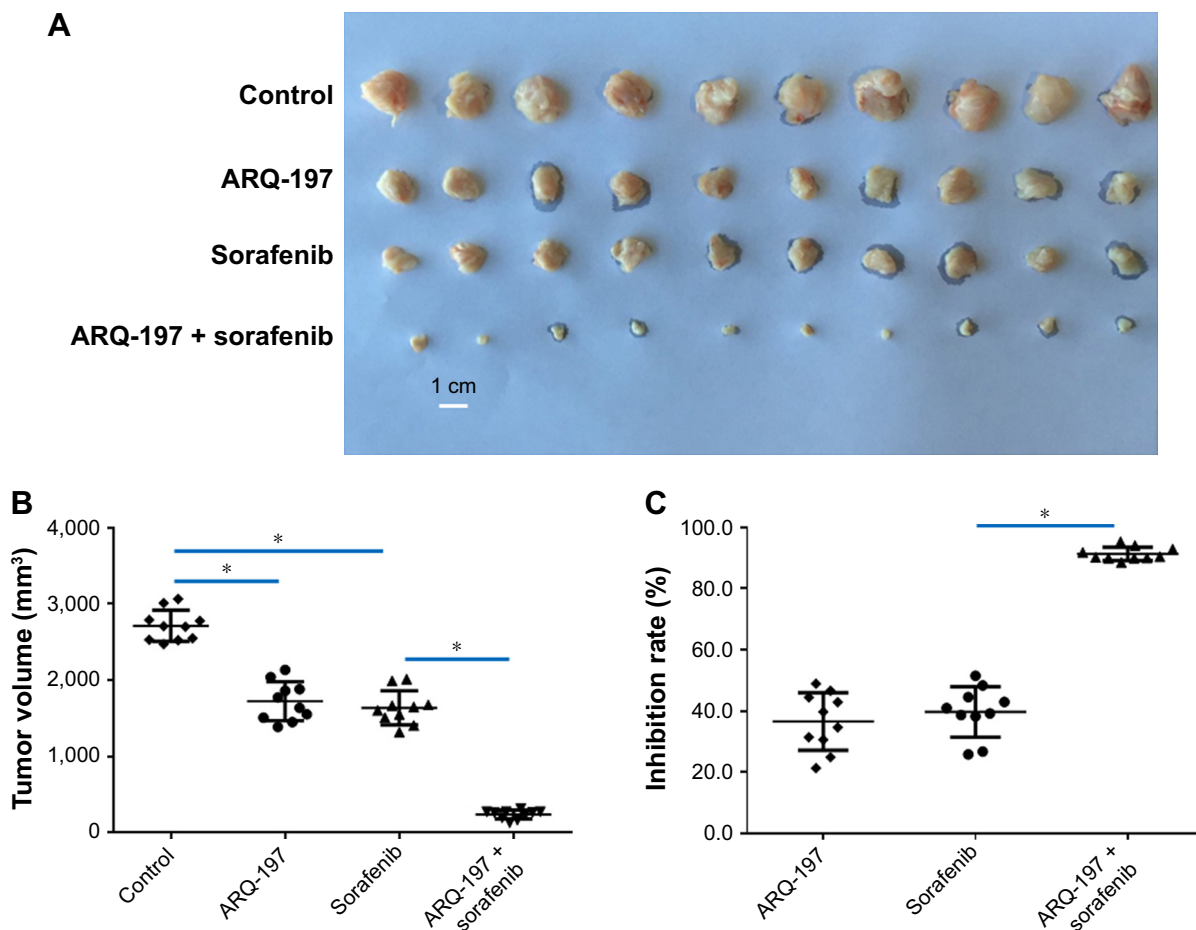 A
Control
ARQ-197
Sorafenib
ARQ-197 + sorafenib
1 cm
B
Tumor volume (mm³)
4,000
3,000
2,000
1,000
0
*
*
*
Control
ARQ-197
Sorafenib
ARQ-197 +
sorafenib
C
Inhibition rate (%)
100.0
80.0
60.0
40.0
20.0
0.0
*
ARQ-197
Sorafenib
ARQ-197 +
sorafenib